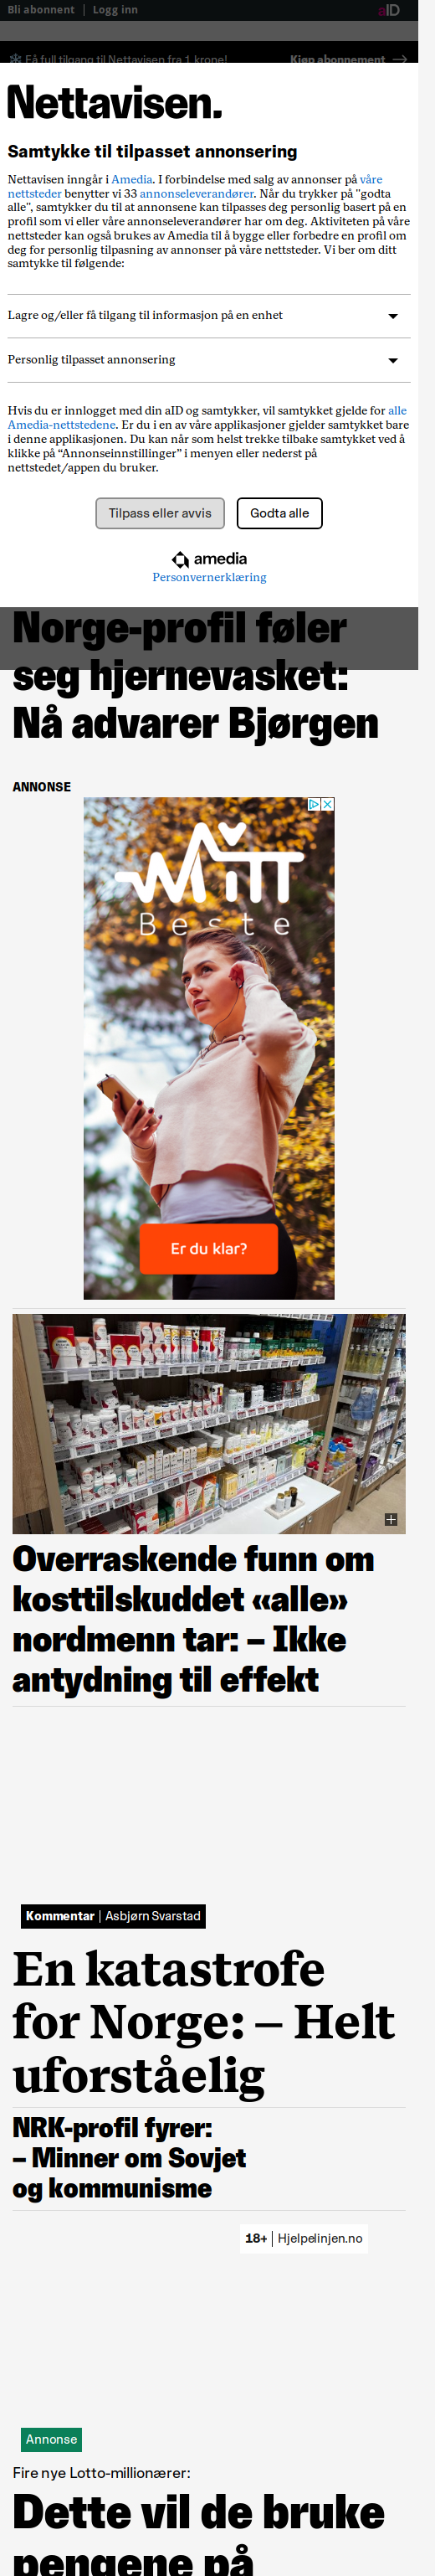 Bli abonnent | Logg inn
aID
❄️ Få full tilgang til Nettavisen fra 1 krone!
Kjøp abonnement →
Nettavisen.
Samtykke til tilpasset annonsering
Nettavisen inngår i Amedia. I forbindelse med salg av annonser på våre
nettsteder benytter vi 33 annonseleverandører. Når du trykker på "godta
alle", samtykker du til at annonsene kan tilpasses deg personlig basert på en
profil som vi eller våre annonseleverandører har om deg. Aktiviteten på våre
nettsteder kan også brukes av Amedia til å bygge eller forbedre en profil om
deg for personlig tilpasning av annonser på våre nettsteder. Vi ber om ditt
samtykke til følgende:
Lagre og/eller få tilgang til informasjon på en enhet
Personlig tilpasset annonsering
Hvis du er innlogget med din aID og samtykker, vil samtykket gjelde for alle
Amedia-nettstedene. Er du i en av våre applikasjoner gjelder samtykket bare
i denne applikasjonen. Du kan når som helst trekke tilbake samtykket ved å
klikke på “Annonseinnstillinger” i menyen eller nederst på
nettstedet/appen du bruker.
Tilpass eller avvis
Godta alle
amedia
Personvernerklæring
Norge-profil føler
seg hjernevasket:
Nå advarer Bjørgen
ANNONSE
MITT
Beste
Er du klar?
Overraskende funn om
kosttilskuddet «alle»
nordmenn tar: – Ikke
antydning til effekt
Kommentar | Asbjørn Svarstad
En katastrofe
for Norge: – Helt
uforståelig
NRK-profil fyrer:
– Minner om Sovjet
og kommunisme
18+ | Hjelpelinjen.no
Annonse
Fire nye Lotto-millionærer:
Dette vil de bruke
pengene på